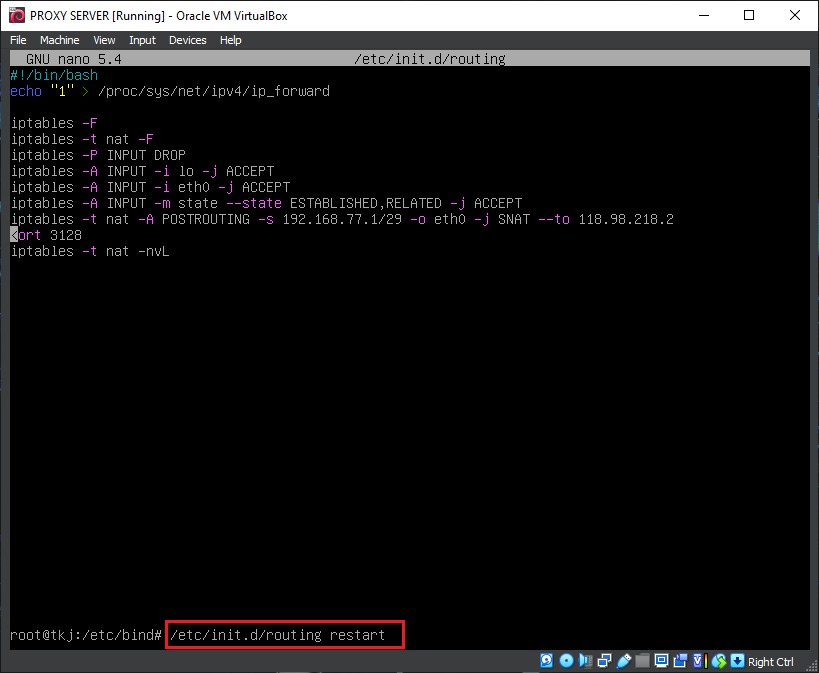 PROXY SERVER [Running] - Oracle VM VirtualBox
File Machine View Input Devices Help
GNU nano 5.4 /etc/init.d/routing
#!/bin/bash
echo "1" > /proc/sys/net/ipv4/ip_forward
iptables -F
iptables -t nat -F
iptables -P INPUT DROP
iptables -A INPUT -i lo -j ACCEPT
iptables -A INPUT -i eth0 -j ACCEPT
iptables -A INPUT -m state --state ESTABLISHED,RELATED -j ACCEPT
iptables -t nat -A POSTROUTING -s 192.168.77.1/29 -o eth0 -j SNAT --to 118.98.218.2
<ort 3128
iptables -t nat -nvL
root@tkj:/etc/bind# /etc/init.d/routing restart
Right Ctrl